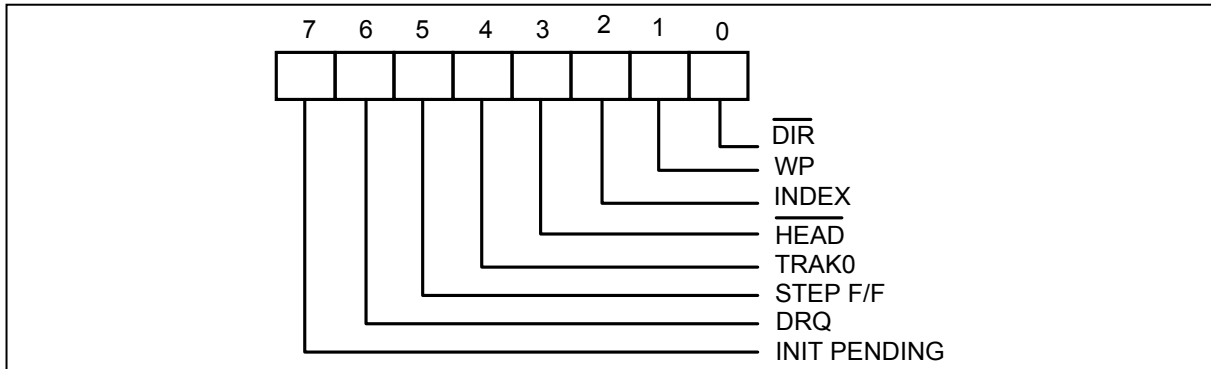 7 6 5 4 3 2 1 0
DIR
WP
INDEX
HEAD
TRAK0
STEP F/F
DRQ
INIT PENDING